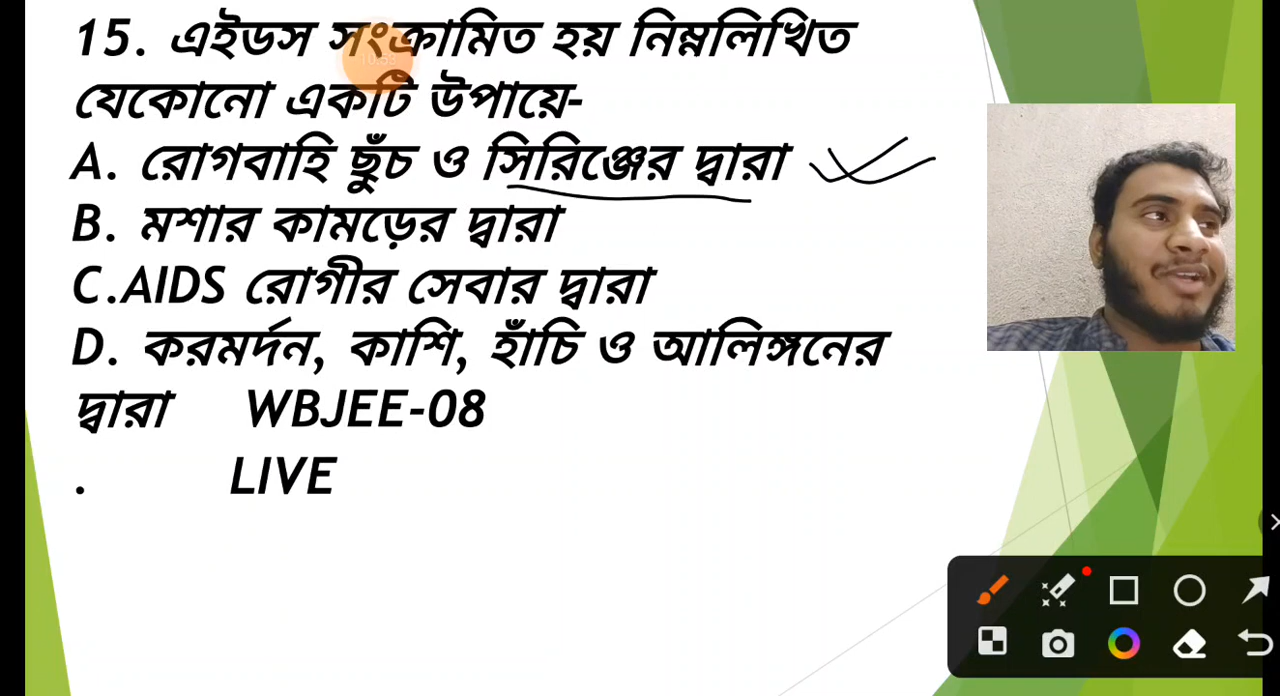 15. এইডস সংক্রামিত হয় নিম্নলিখিত
যেকোনো একটি উপায়ে-
A. রোগবাহি ছুঁচ ও সিরিঞ্জের দ্বারা
B. মশার কামড়ের দ্বারা
C.AIDS রোগীর সেবার দ্বারা
D. করমর্দন, কাশি, হাঁচি ও আলিঙ্গনের
দ্বারা WBJEE-08
. LIVE